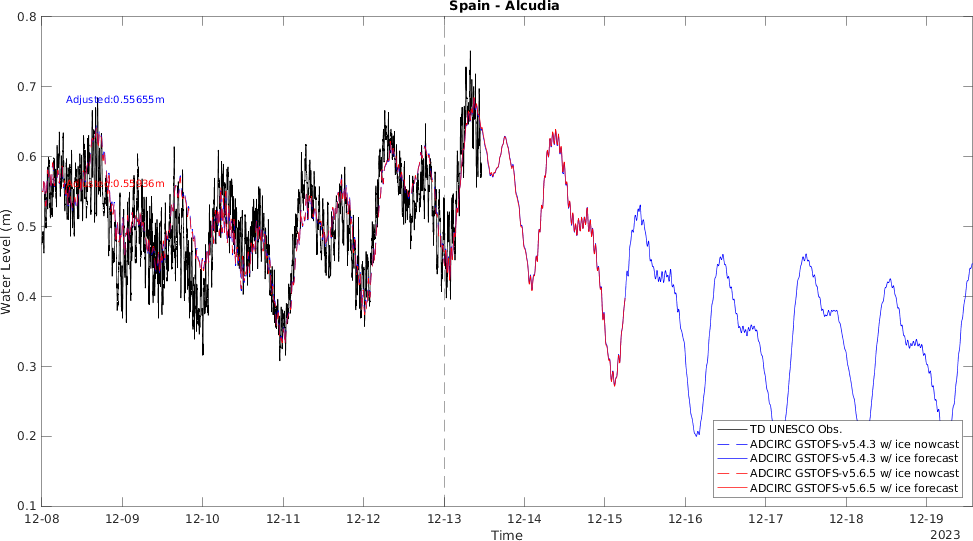 Spain - Alcudia
0.8
0.7
0.6
0.5
0.4
0.3
0.2
0.1
Water Level (m)
Adjusted:0.55655m
TD UNESCO Obs.
ADCIRC GSTOFS-v5.4.3 w/ ice nowcast
ADCIRC GSTOFS-v5.4.3 w/ ice forecast
ADCIRC GSTOFS-v5.6.5 w/ ice nowcast
ADCIRC GSTOFS-v5.6.5 w/ ice forecast
12-08 12-09 12-10 12-11 12-12 12-13 12-14 12-15 12-16 12-17 12-18 12-19
Time
2023